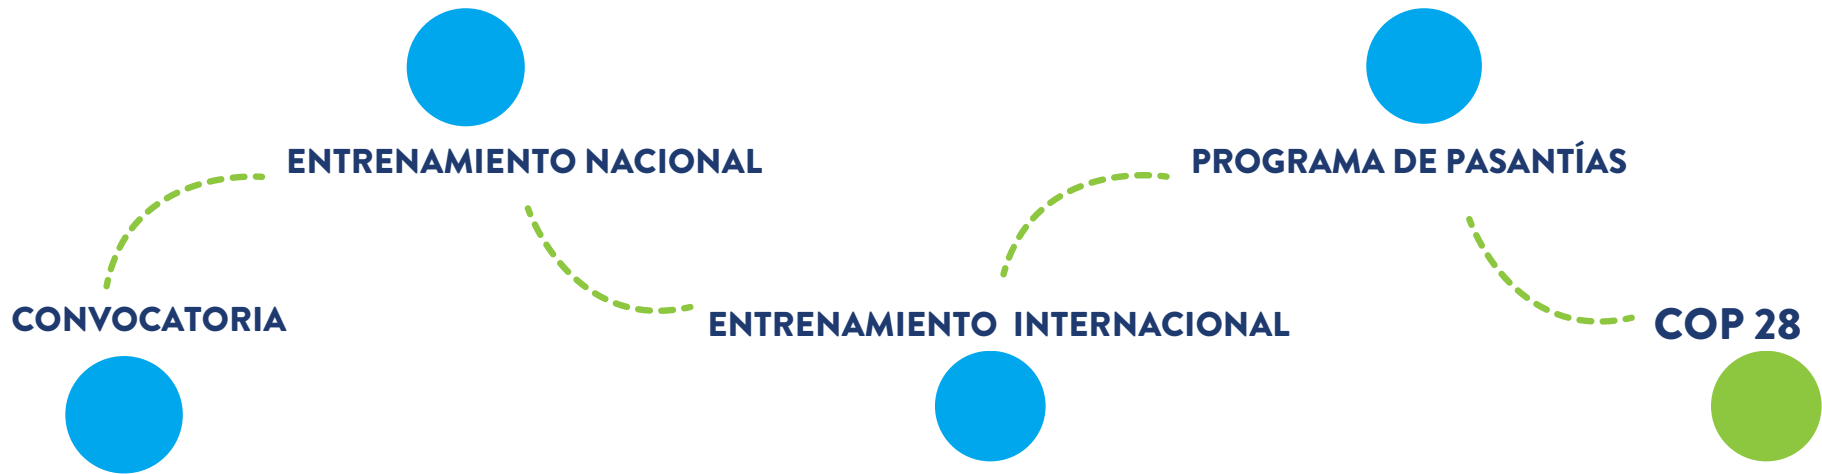 CONVOCATORIA
ENTRENAMIENTO NACIONAL
ENTRENAMIENTO INTERNACIONAL
PROGRAMA DE PASANTÍAS
COP 28